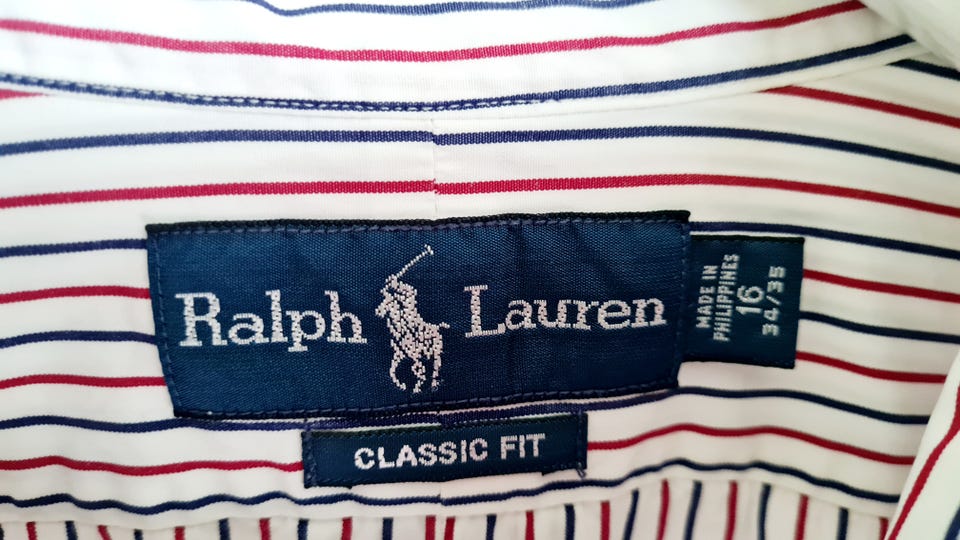 Ralph Lauren
MADE IN
PHILIPPINES
16
34/35
CLASSIC FIT